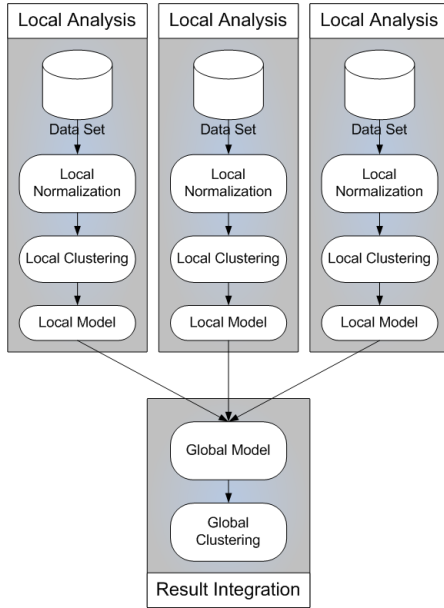 Local Analysis
Data Set
Local
Normalization
Local Clustering
Local Model
Local Analysis
Data Set
Local
Normalization
Local Clustering
Local Model
Local Analysis
Data Set
Local
Normalization
Local Clustering
Local Model
Global Model
Global
Clustering
Result Integration